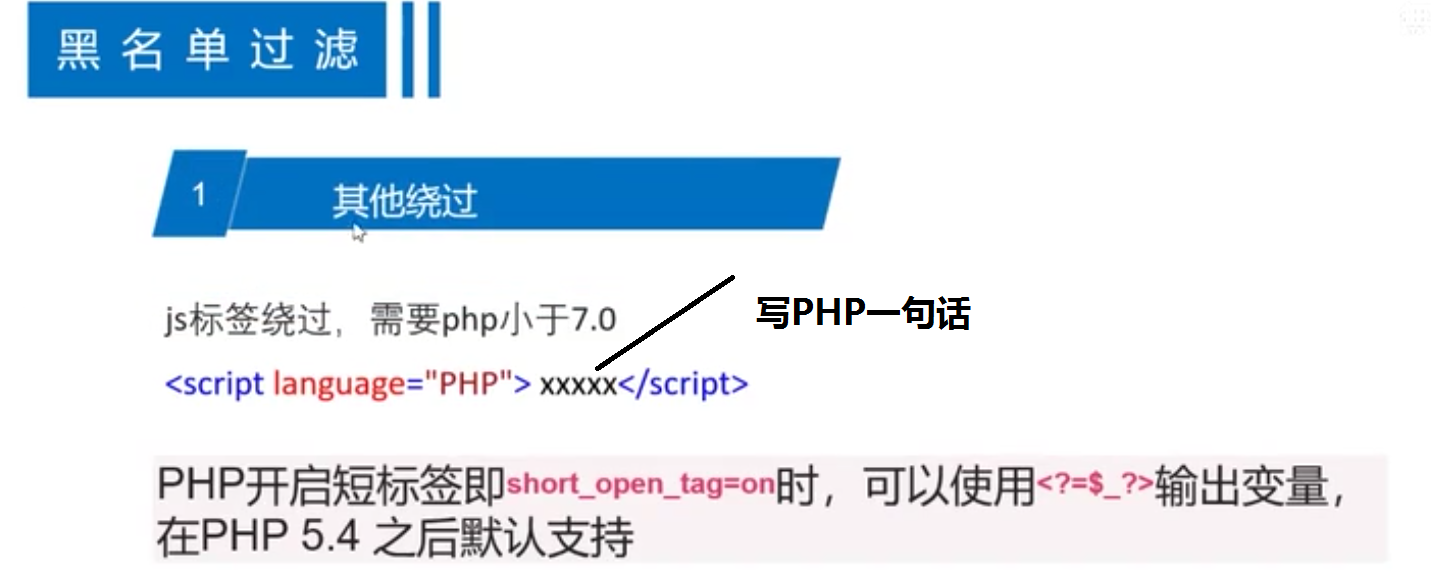 黑名单过滤
1
其他绕过
js标签绕过，需要php小于7.0
写PHP一句话
<script language="PHP"> xxxxx</script>
PHP开启短标签即short_open_tag=on时，可以使用<?=$_?>输出变量，
在PHP 5.4 之后默认支持